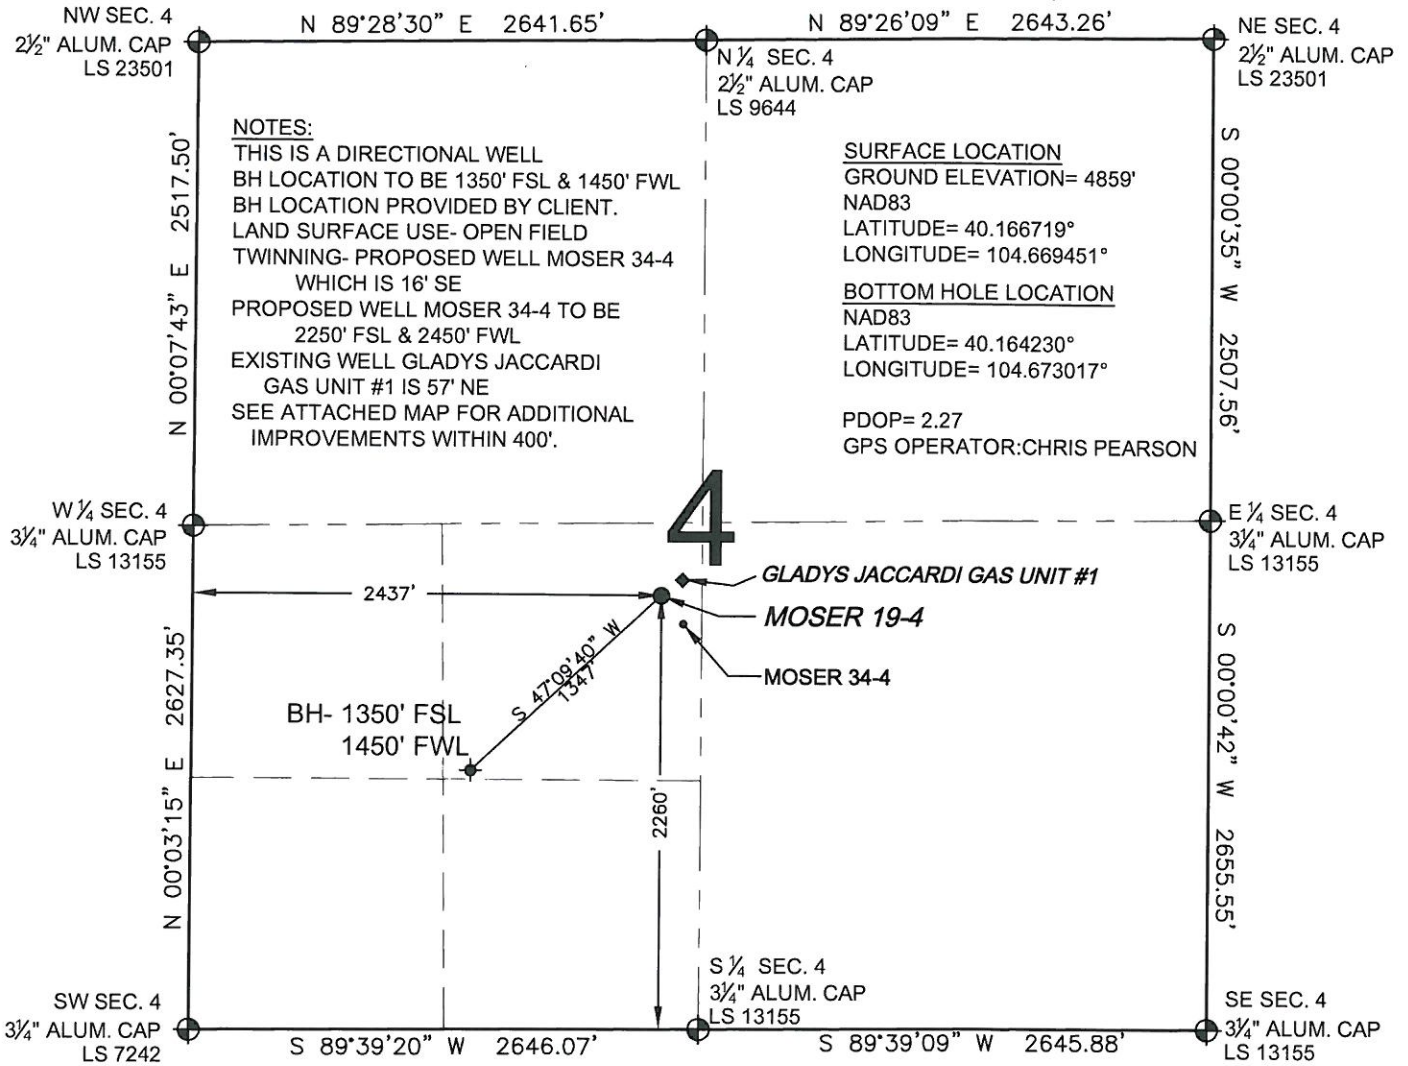 NW SEC. 4
2½" ALUM. CAP
LS 23501
N 89°28'30" E 2641.65'
N 89°26'09" E 2643.26'
NE SEC. 4
2½" ALUM. CAP
LS 23501
N ¼ SEC. 4
2½" ALUM. CAP
LS 9644
N 00°07'43" E 2517.50'
NOTES:
THIS IS A DIRECTIONAL WELL
BH LOCATION TO BE 1350' FSL & 1450' FWL
BH LOCATION PROVIDED BY CLIENT.
LAND SURFACE USE- OPEN FIELD
TWINNING- PROPOSED WELL MOSER 34-4
WHICH IS 16' SE
PROPOSED WELL MOSER 34-4 TO BE
2250' FSL & 2450' FWL
EXISTING WELL GLADYS JACCARDI
GAS UNIT #1 IS 57' NE
SEE ATTACHED MAP FOR ADDITIONAL
IMPROVEMENTS WITHIN 400'.
SURFACE LOCATION
GROUND ELEVATION= 4859'
NAD83
LATITUDE= 40.166719°
LONGITUDE= 104.669451°
BOTTOM HOLE LOCATION
NAD83
LATITUDE= 40.164230°
LONGITUDE= 104.673017°
PDOP= 2.27
GPS OPERATOR:CHRIS PEARSON
S 00°00'35" W 2507.56'
W ¼ SEC. 4
3¼" ALUM. CAP
LS 13155
4
E ¼ SEC. 4
3¼" ALUM. CAP
LS 13155
GLADYS JACCARDI GAS UNIT #1
2437'
MOSER 19-4
MOSER 34-4
S 47°09'40" W
1347'
BH- 1350' FSL
1450' FWL
N 00°03'15" E 2627.35'
2260'
S 00°00'42" W 2655.55'
S ¼ SEC. 4
3¼" ALUM. CAP
LS 13155
SW SEC. 4
3¼" ALUM. CAP
LS 7242
S 89°39'20" W 2646.07'
S 89°39'09" W 2645.88'
SE SEC. 4
3¼" ALUM. CAP
LS 13155